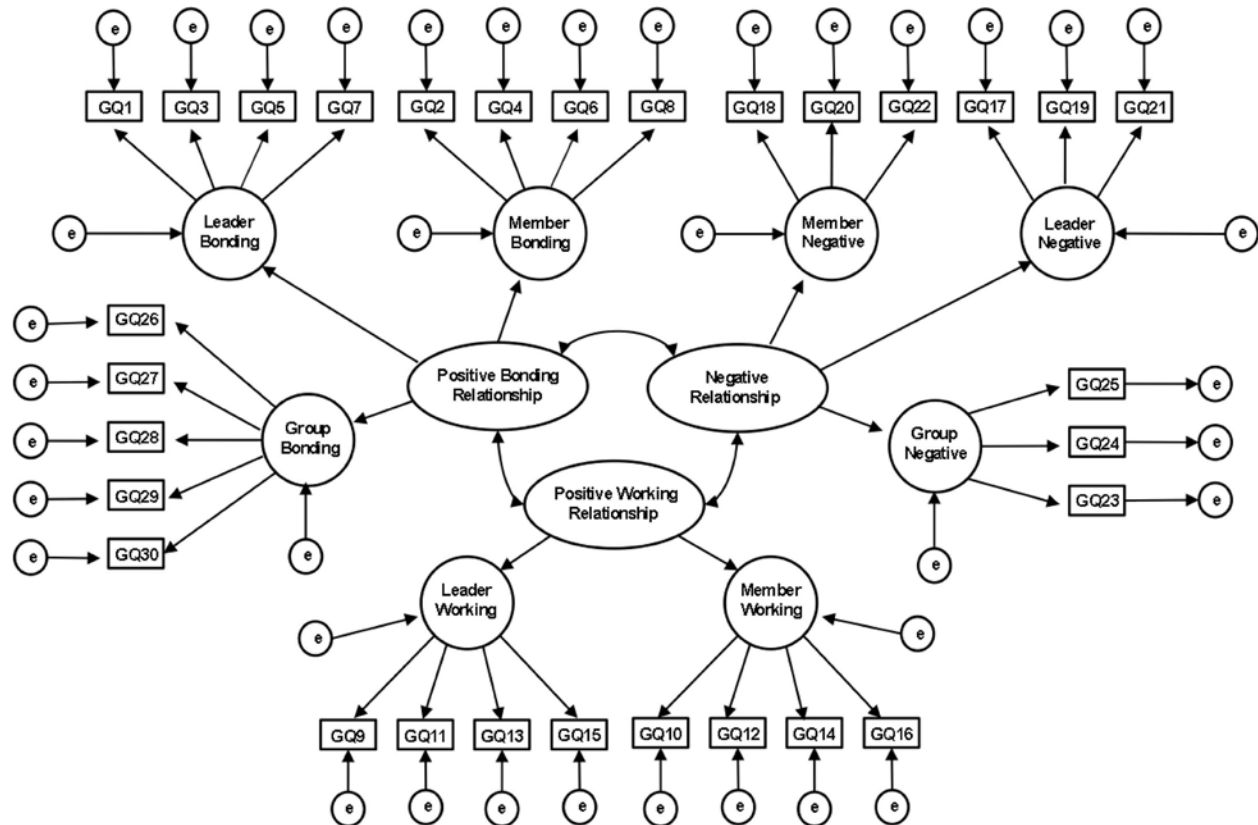 e e e e e e e e e e e e e e
GQ1 GQ3 GQ5 GQ7 GQ2 GQ4 GQ6 GQ8 GQ18 GQ20 GQ22 GQ17 GQ19 GQ21
e
Leader
Bonding
e
Member
Bonding
e
Member
Negative
Leader
Negative
e
e GQ26
e GQ27
e GQ28
e GQ29
e GQ30
Group
Bonding
e
Positive Bonding
Relationship
Negative
Relationship
Positive Working
Relationship
Group
Negative
e
GQ25 e
GQ24 e
GQ23 e
e
Leader
Working
Member
Working
e
GQ9 GQ11 GQ13 GQ15 GQ10 GQ12 GQ14 GQ16
e e e e e e e e